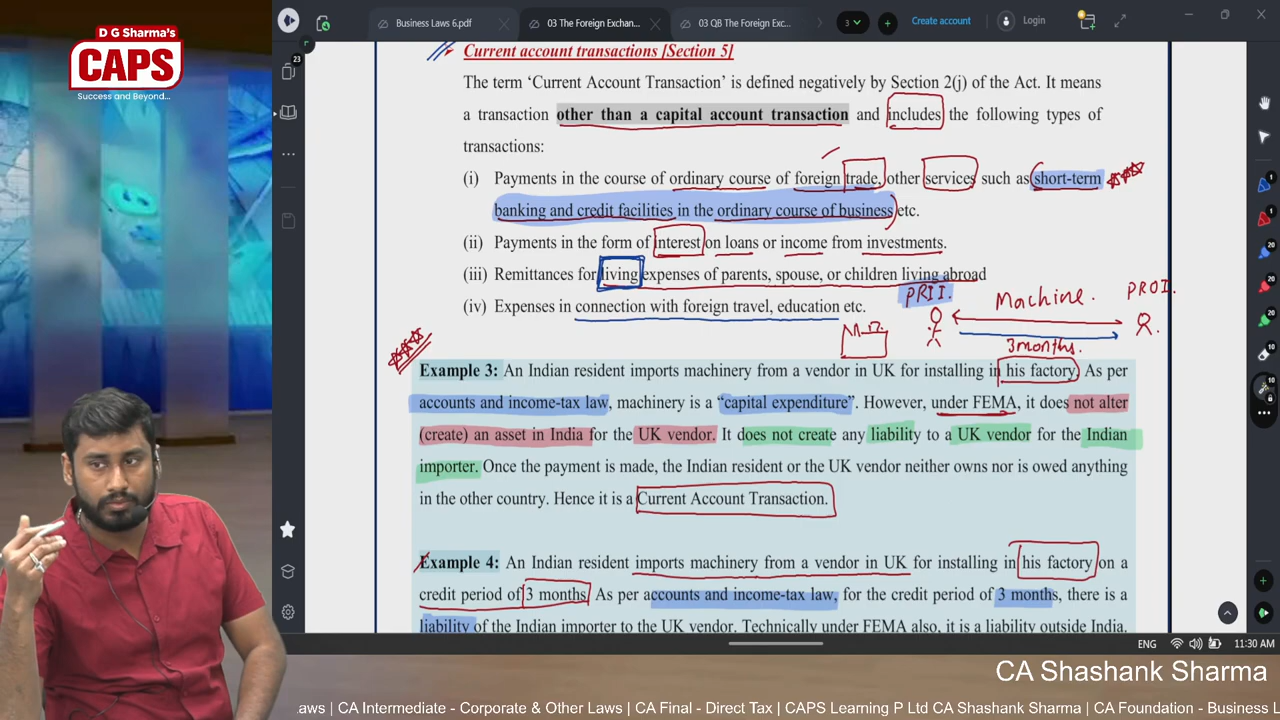 D G Sharma's
CAPS
Success and Beyond...
Business Laws 6.pdf
03 The Foreign Exchan...
03 QB The Foreign Exc...
3
Create account
Login
23
Current account transactions [Section 5]
The term ‘Current Account Transaction’ is defined negatively by Section 2(j) of the Act. It means
a transaction other than a capital account transaction and includes the following types of
transactions:
(i) Payments in the course of ordinary course of foreign trade, other services such as short-term
banking and credit facilities in the ordinary course of business etc.
(ii) Payments in the form of interest on loans or income from investments.
(iii) Remittances for living expenses of parents, spouse, or children living abroad
(iv) Expenses in connection with foreign travel, education etc.
PRII.
Machine.
PROI.
3months.
Example 3: An Indian resident imports machinery from a vendor in UK for installing in his factory. As per
accounts and income-tax law, machinery is a “capital expenditure”. However, under FEMA, it does not alter
(create) an asset in India for the UK vendor. It does not create any liability to a UK vendor for the Indian
importer. Once the payment is made, the Indian resident or the UK vendor neither owns nor is owed anything
in the other country. Hence it is a Current Account Transaction.
Example 4: An Indian resident imports machinery from a vendor in UK for installing in his factory on a
credit period of 3 months. As per accounts and income-tax law, for the credit period of 3 months, there is a
liability of the Indian importer to the UK vendor. Technically under FEMA also, it is a liability outside India.
1
1
20
20
20
10
10
ENG
11:30 AM
CA Shashank Sharma
aws | CA Intermediate - Corporate & Other Laws | CA Final - Direct Tax | CAPS Learning P Ltd CA Shashank Sharma | CA Foundation - Business L